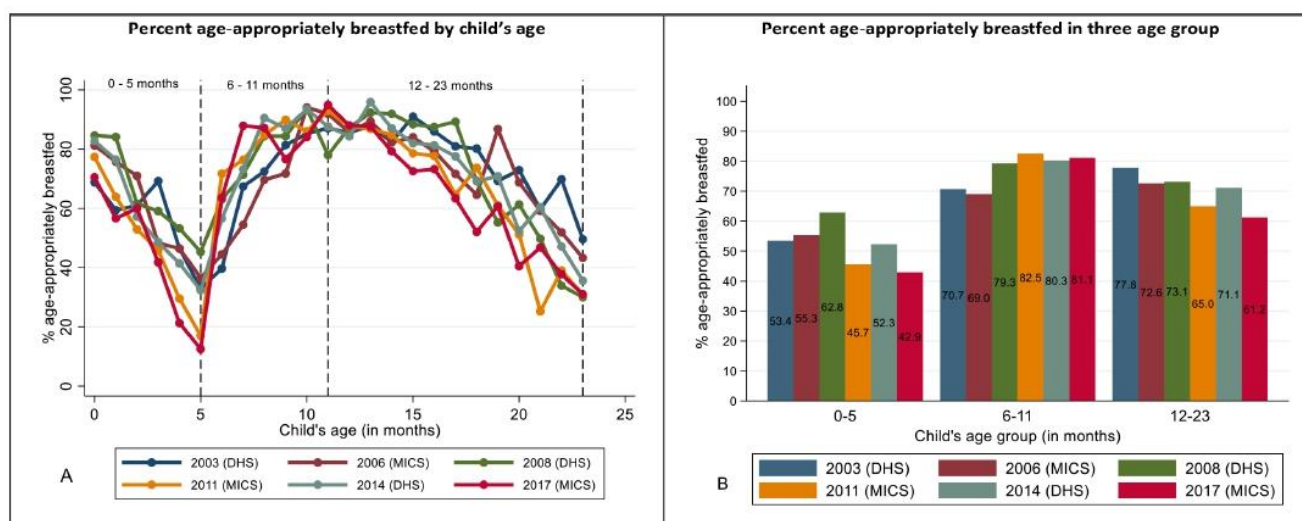 Percent age-appropriately breastfed by child's age
0 - 5 months 6 - 11 months 12 - 23 months
% age-appropriately breastfed
100
80
60
40
20
0
0 5 10 15 20 25
Child's age (in months)
A
2003 (DHS) 2006 (MICS) 2008 (DHS)
2011 (MICS) 2014 (DHS) 2017 (MICS)
Percent age-appropriately breastfed in three age group
% age-appropriately breastfed
100
90
80
70
60
50
40
30
20
10
0
53.4 55.3 62.8 45.7 52.3 42.9
70.7 69.0 79.3 82.5 80.3 81.1
77.8 72.6 73.1 65.0 71.1 61.2
0-5 6-11 12-23
Child's age group (in months)
B
2003 (DHS) 2006 (MICS) 2008 (DHS)
2011 (MICS) 2014 (DHS) 2017 (MICS)